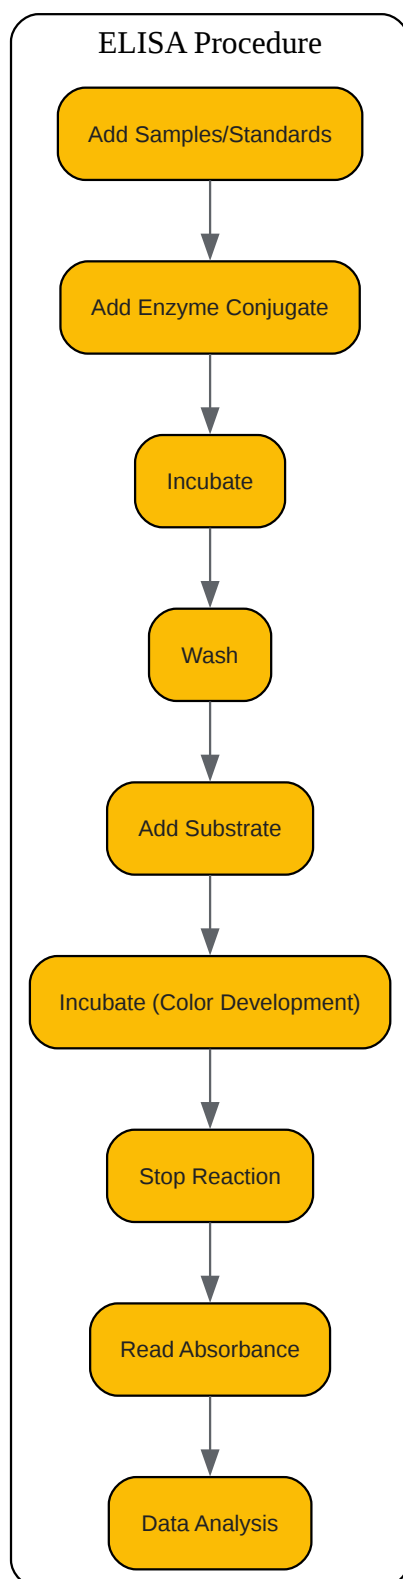 ELISA Procedure
Add Samples/Standards
Add Enzyme Conjugate
Incubate
Wash
Add Substrate
Incubate (Color Development)
Stop Reaction
Read Absorbance
Data Analysis